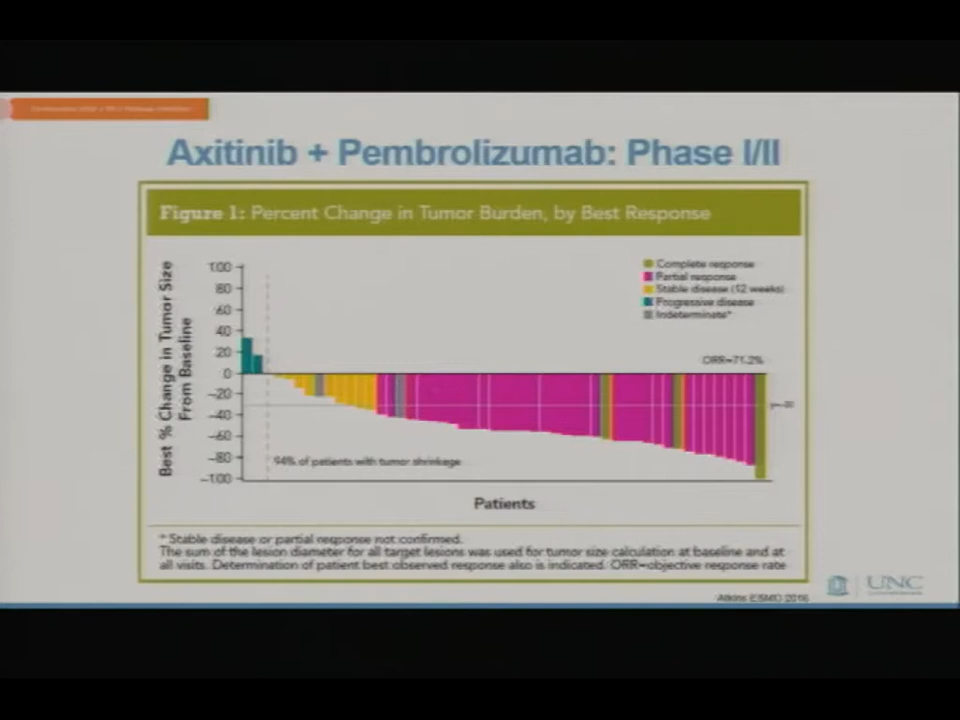 Axitinib + Pembrolizumab: Phase I/II
Figure 1: Percent Change in Tumor Burden, by Best Response
Best % Change in Tumor Size
From Baseline
100
80
60
40
20
0
−20
−40
−60
−80
−100
Complete response
Partial response
Stable disease (12 weeks)
Progressive disease
Indeterminate*
ORR=71.2%
94% of patients with tumor shrinkage
Patients
* Stable disease or partial response not confirmed.
The sum of the lesion diameter for all target lesions was used for tumor size calculation at baseline and at
all visits. Determination of patient best observed response also is indicated. ORR=objective response rate
UNC
Atkins ESMO 2016